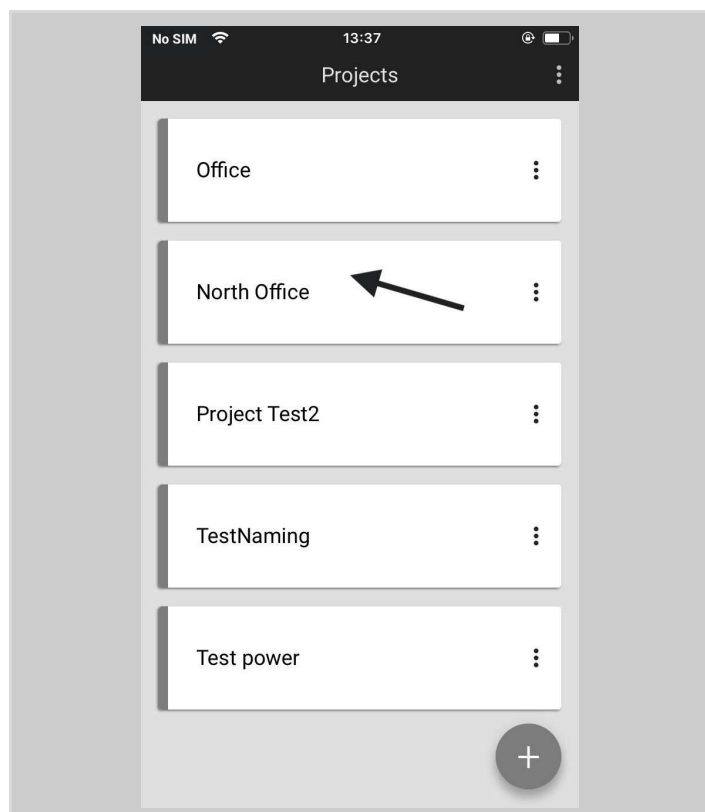 No SIM 13:37
Projects
Office
North Office
Project Test2
TestNaming
Test power
+